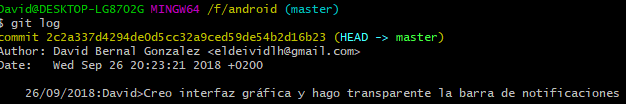 David@DESKTOP-LG87O2G MINGW64 /f/android (master)
$ git log
commit 2c2a337d4294de0d5cc32a9ced59de54b2d16b23 (HEAD -> master)
Author: David Bernal Gonzalez <eldeividlh@gmail.com>
Date:   Wed Sep 26 20:23:21 2018 +0200
26/09/2018:David>Creo interfaz gráfica y hago transparente la barra de notificaciones